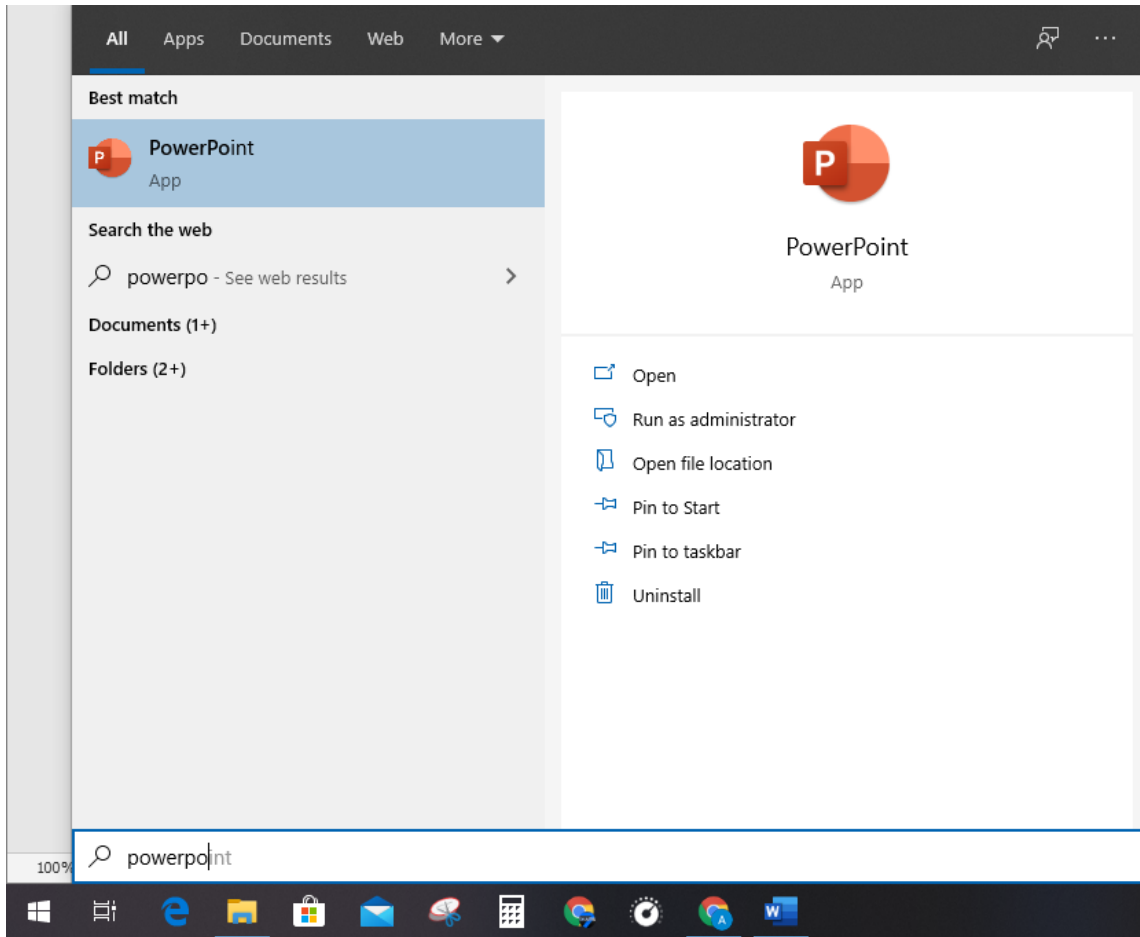 All Apps Documents Web More
Best match
PowerPoint
App
Search the web
powerpo - See web results
Documents (1+)
Folders (2+)
P
PowerPoint
App
Open
Run as administrator
Open file location
Pin to Start
Pin to taskbar
Uninstall
100%
powerpoint